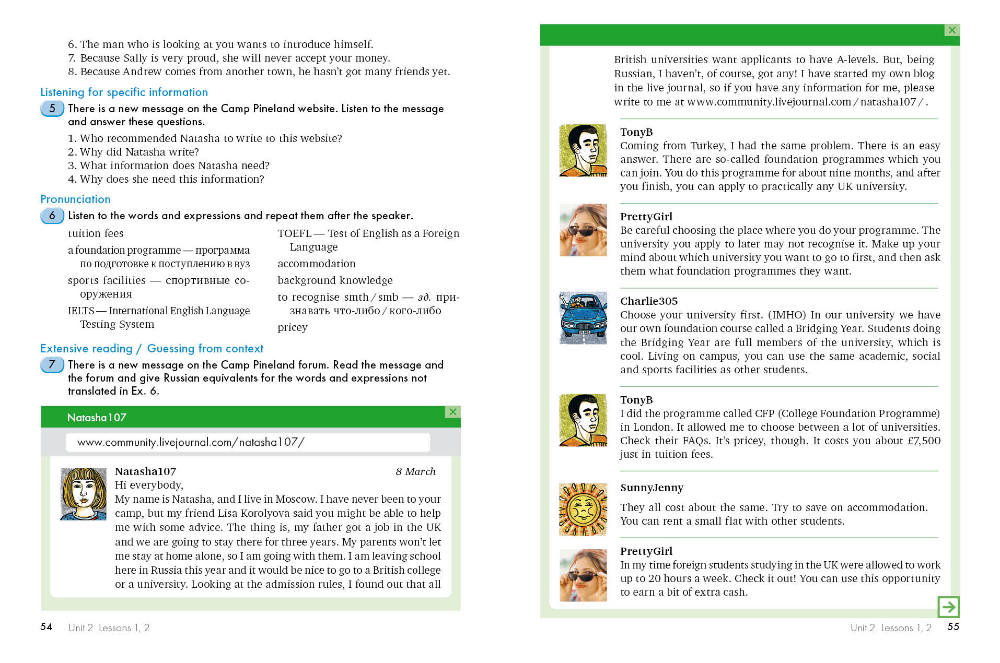 6. The man who is looking at you wants to introduce himself.
7. Because Sally is very proud, she will never accept your money.
8. Because Andrew comes from another town, he hasn't got many friends yet.
Listening for specific information
5 There is a new message on the Camp Pineland website. Listen to the message
and answer these questions.
1. Who recommended Natasha to write to this website?
2. Why did Natasha write?
3. What information does Natasha need?
4. Why does she need this information?
Pronunciation
6 Listen to the words and expressions and repeat them after the speaker.
tuition fees
a foundation programme — программа
по подготовке к поступлению в вуз
sports facilities — спортивные со-
оружения
IELTS — International English Language
Testing System
TOEFL — Test of English as a Foreign
Language
accommodation
background knowledge
to recognise smth / smb — зд. при-
знавать что-либо / кого-либо
pricey
Extensive reading / Guessing from context
7 There is a new message on the Camp Pineland forum. Read the message and
the forum and give Russian equivalents for the words and expressions not
translated in Ex. 6.
Natasha107
www.community.livejournal.com/natasha107/
Natasha107 8 March
Hi everybody,
My name is Natasha, and I live in Moscow. I have never been to your
camp, but my friend Lisa Korolyova said you might be able to help
me with some advice. The thing is, my father got a job in the UK
and we are going to stay there for three years. My parents won't let
me stay at home alone, so I am going with them. I am leaving school
here in Russia this year and it would be nice to go to a British college
or a university. Looking at the admission rules, I found out that all
54 Unit 2 Lessons 1, 2
British universities want applicants to have A-levels. But, being
Russian, I haven't, of course, got any! I have started my own blog
in the live journal, so if you have any information for me, please
write to me at www.community.livejournal.com / natasha107 / .
TonyB
Coming from Turkey, I had the same problem. There is an easy
answer. There are so-called foundation programmes which you
can join. You do this programme for about nine months, and after
you finish, you can apply to practically any UK university.
PrettyGirl
Be careful choosing the place where you do your programme. The
university you apply to later may not recognise it. Make up your
mind about which university you want to go to first, and then ask
them what foundation programmes they want.
Charlie305
Choose your university first. (IMHO) In our university we have
our own foundation course called a Bridging Year. Students doing
the Bridging Year are full members of the university, which is
cool. Living on campus, you can use the same academic, social
and sports facilities as other students.
TonyB
I did the programme called CFP (College Foundation Programme)
in London. It allowed me to choose between a lot of universities.
Check their FAQs. It's pricey, though. It costs you about £7,500
just in tuition fees.
SunnyJenny
They all cost about the same. Try to save on accommodation.
You can rent a small flat with other students.
PrettyGirl
In my time foreign students studying in the UK were allowed to work
up to 20 hours a week. Check it out! You can use this opportunity
to earn a bit of extra cash.
Unit 2 Lessons 1, 2 55